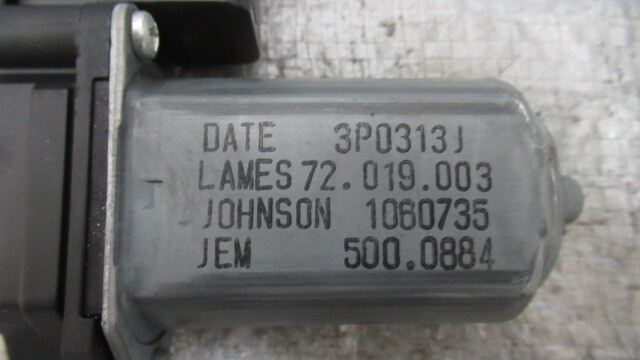 DATE 3P0313J
LAMES 72.019.003
JOHNSON 1060735
JEM 500.0884